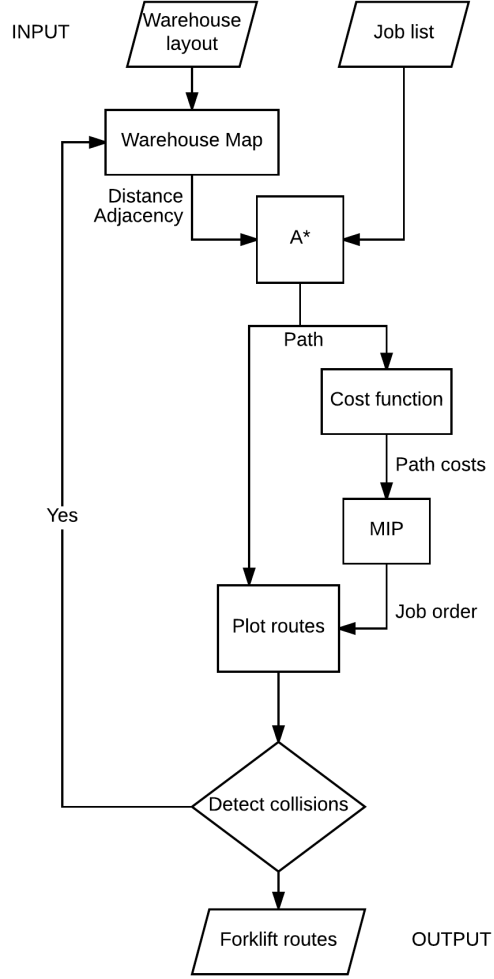 INPUT
Warehouse
layout
Job list
Warehouse Map
Distance
Adjacency
A*
Path
Cost function
Path costs
MIP
Yes
Job order
Plot routes
Detect collisions
Forklift routes
OUTPUT